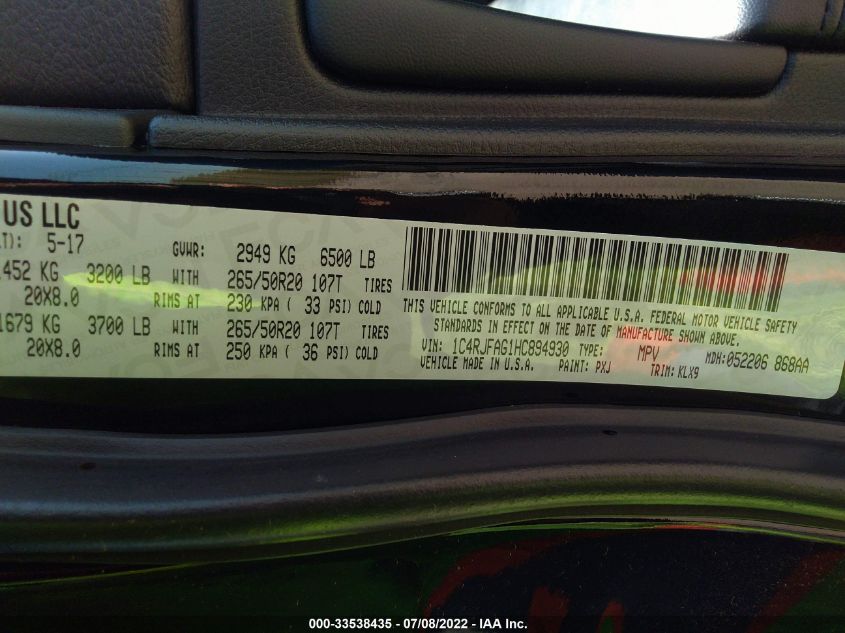 US LLC
T): 5-17 GVWR: 2949 KG 6500 LB
1452 KG 3200 LB WITH 265/50R20 107T TIRES
20X8.0 RIMS AT 230 KPA ( 33 PSI) COLD
1679 KG 3700 LB WITH 265/50R20 107T TIRES
20X8.0 RIMS AT 250 KPA ( 36 PSI) COLD
THIS VEHICLE CONFORMS TO ALL APPLICABLE U.S.A. FEDERAL MOTOR VEHICLE SAFETY
STANDARDS IN EFFECT ON THE DATE OF MANUFACTURE SHOWN ABOVE.
VIN: 1C4RJFAG1HC894930 TYPE: MPV MDH:052206 868AA
VEHICLE MADE IN U.S.A. PAINT: PXJ TRIM:KLX9
000-33538435 - 07/08/2022 - IAA Inc.